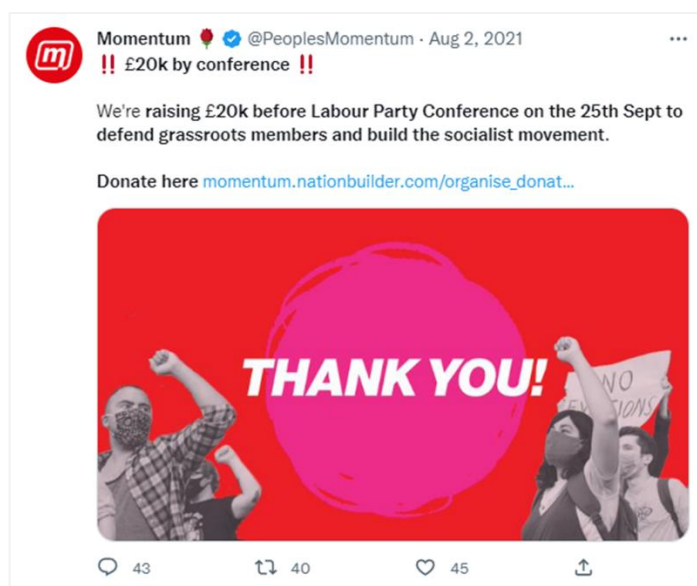 Momentum 🌹 @PeoplesMomentum · Aug 2, 2021
‼ £20k by conference ‼
We're raising £20k before Labour Party Conference on the 25th Sept to
defend grassroots members and build the socialist movement.
Donate here momentum.nationbuilder.com/organise_donat...
m
THANK YOU!
NO
43 40 45